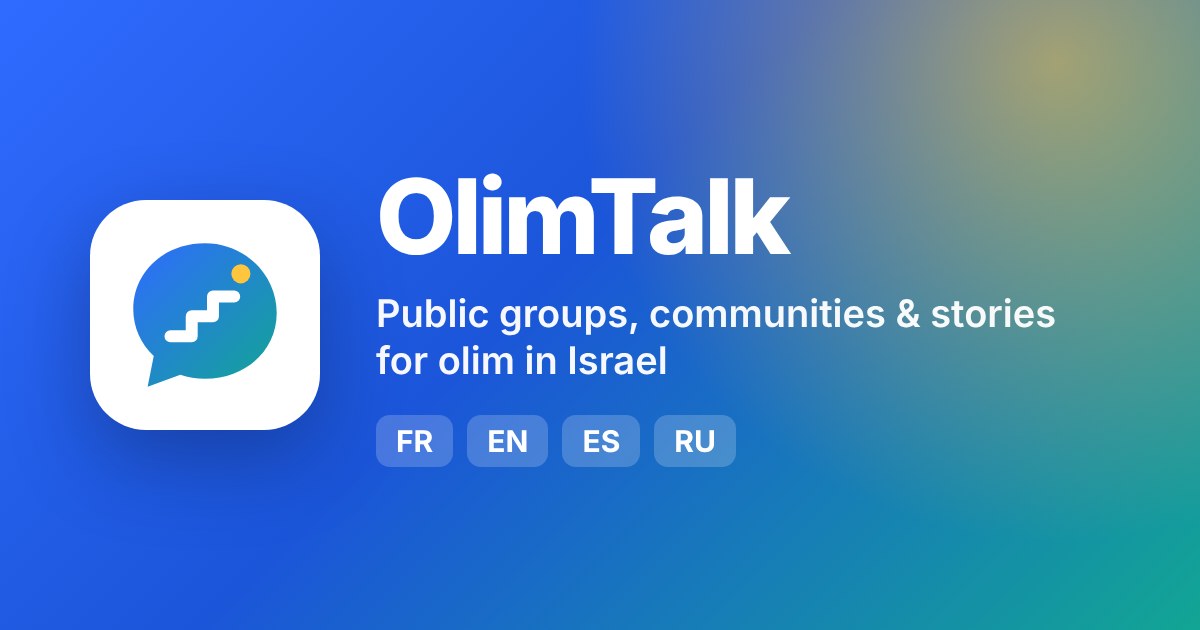 OlimTalk
Public groups, communities & stories
for olim in Israel
FR EN ES RU